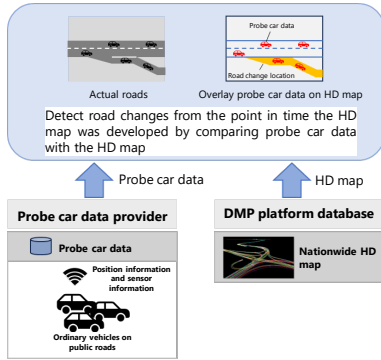 Probe car data
Road change location
Actual roads
Overlay probe car data on HD map
Detect road changes from the point in time the HD
map was developed by comparing probe car data
with the HD map
Probe car data
HD map
Probe car data provider
Probe car data
Position information
and sensor
information
Ordinary vehicles on
public roads
DMP platform database
Nationwide HD
map